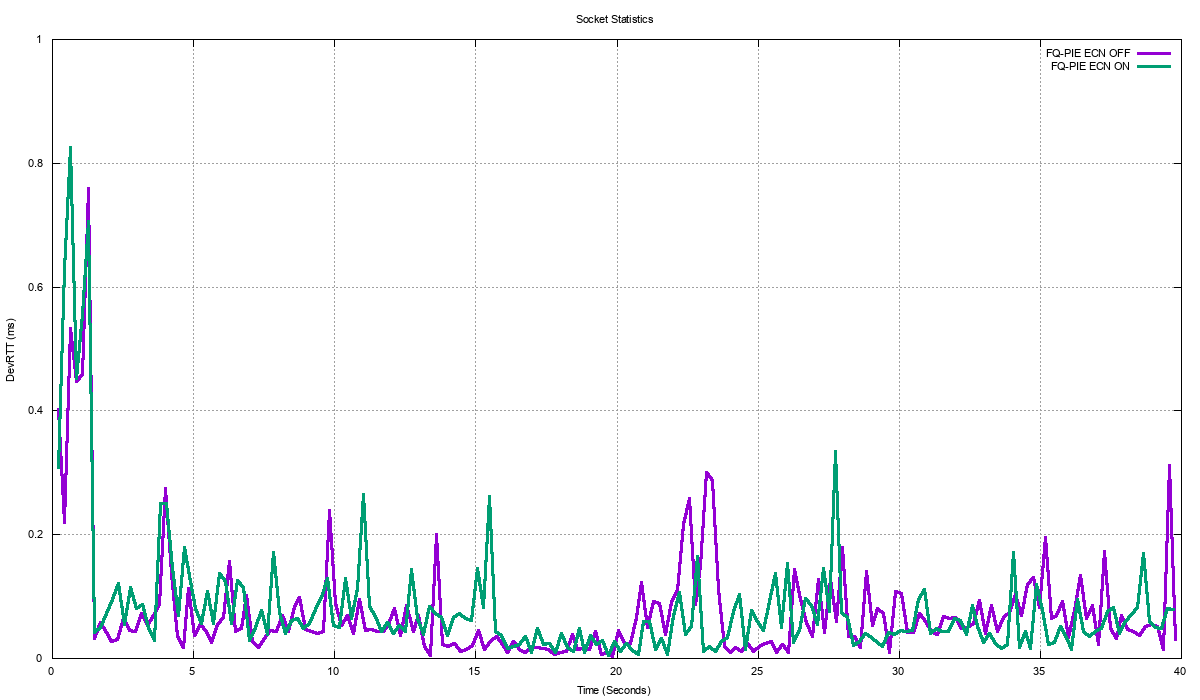 Socket Statistics
1
FQ-PIE ECN OFF
FQ-PIE ECN ON
0.8
0.6
DevRTT (ms)
0.4
0.2
0
0 5 10 15 20 25 30 35 40
Time (Seconds)